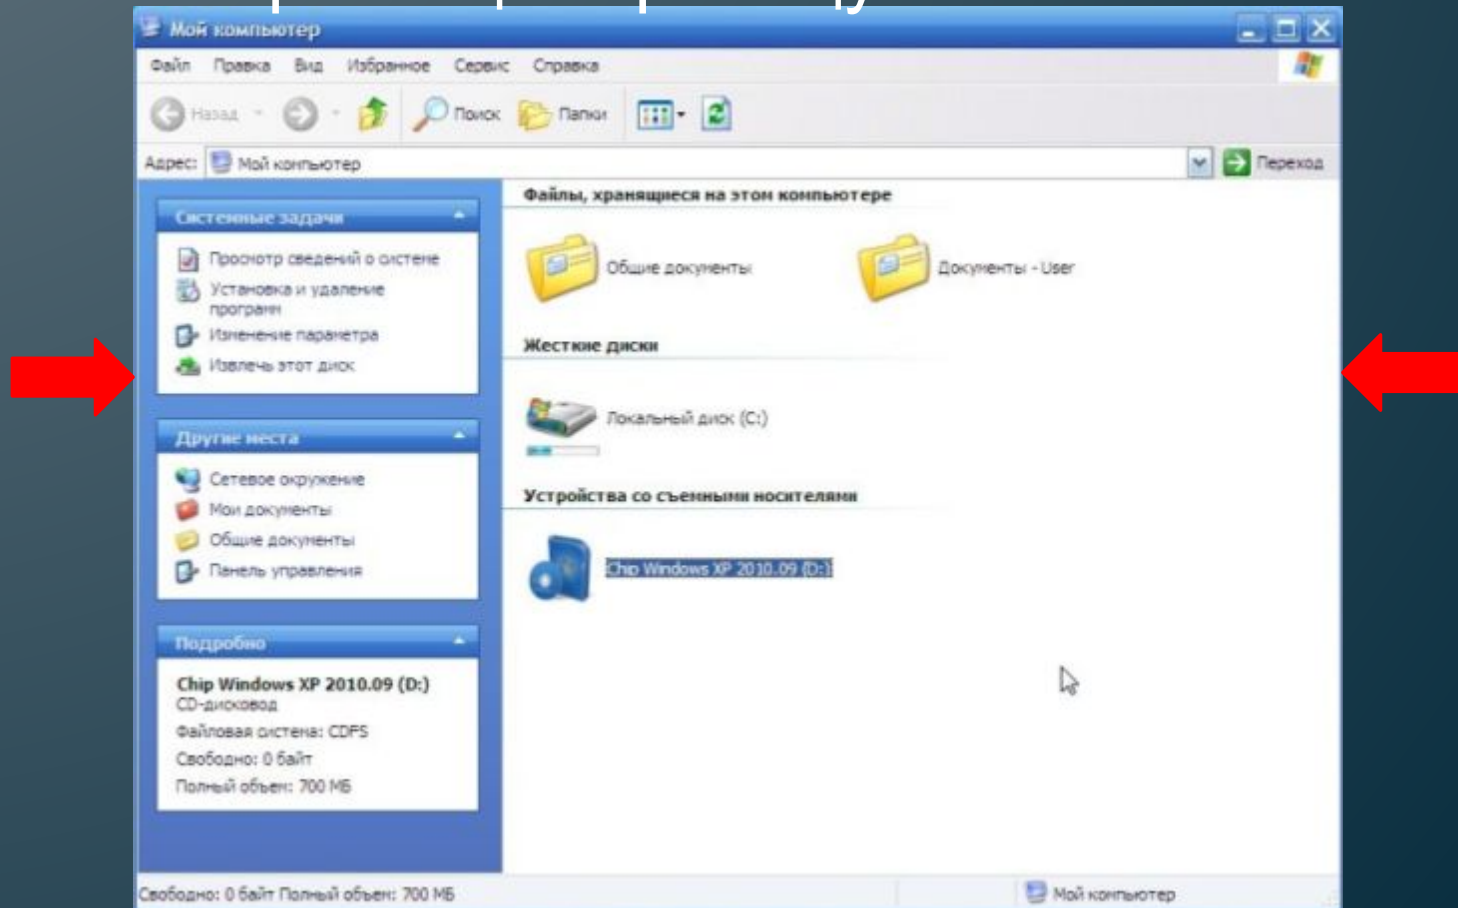 Мой компьютер
Файл Правка Вид Избранное Сервис Справка
Назад Поиск Папки
Адрес: Мой компьютер Переход
Системные задачи
Просмотр сведений о системе
Установка и удаление
программ
Изменение параметра
Извлечь этот диск
Другие места
Сетевое окружение
Мои документы
Общие документы
Панель управления
Подробно
Chip Windows XP 2010.09 (D:)
CD-дисковод
Файловая система: CDFS
Свободно: 0 байт
Полный объем: 700 МБ
Файлы, хранящиеся на этом компьютере
Общие документы
Документы - User
Жесткие диски
Локальный диск (C:)
Устройства со съемными носителями
Chip Windows XP 2010.09 (D:)
Свободно: 0 байт Полный объем: 700 МБ
Мой компьютер